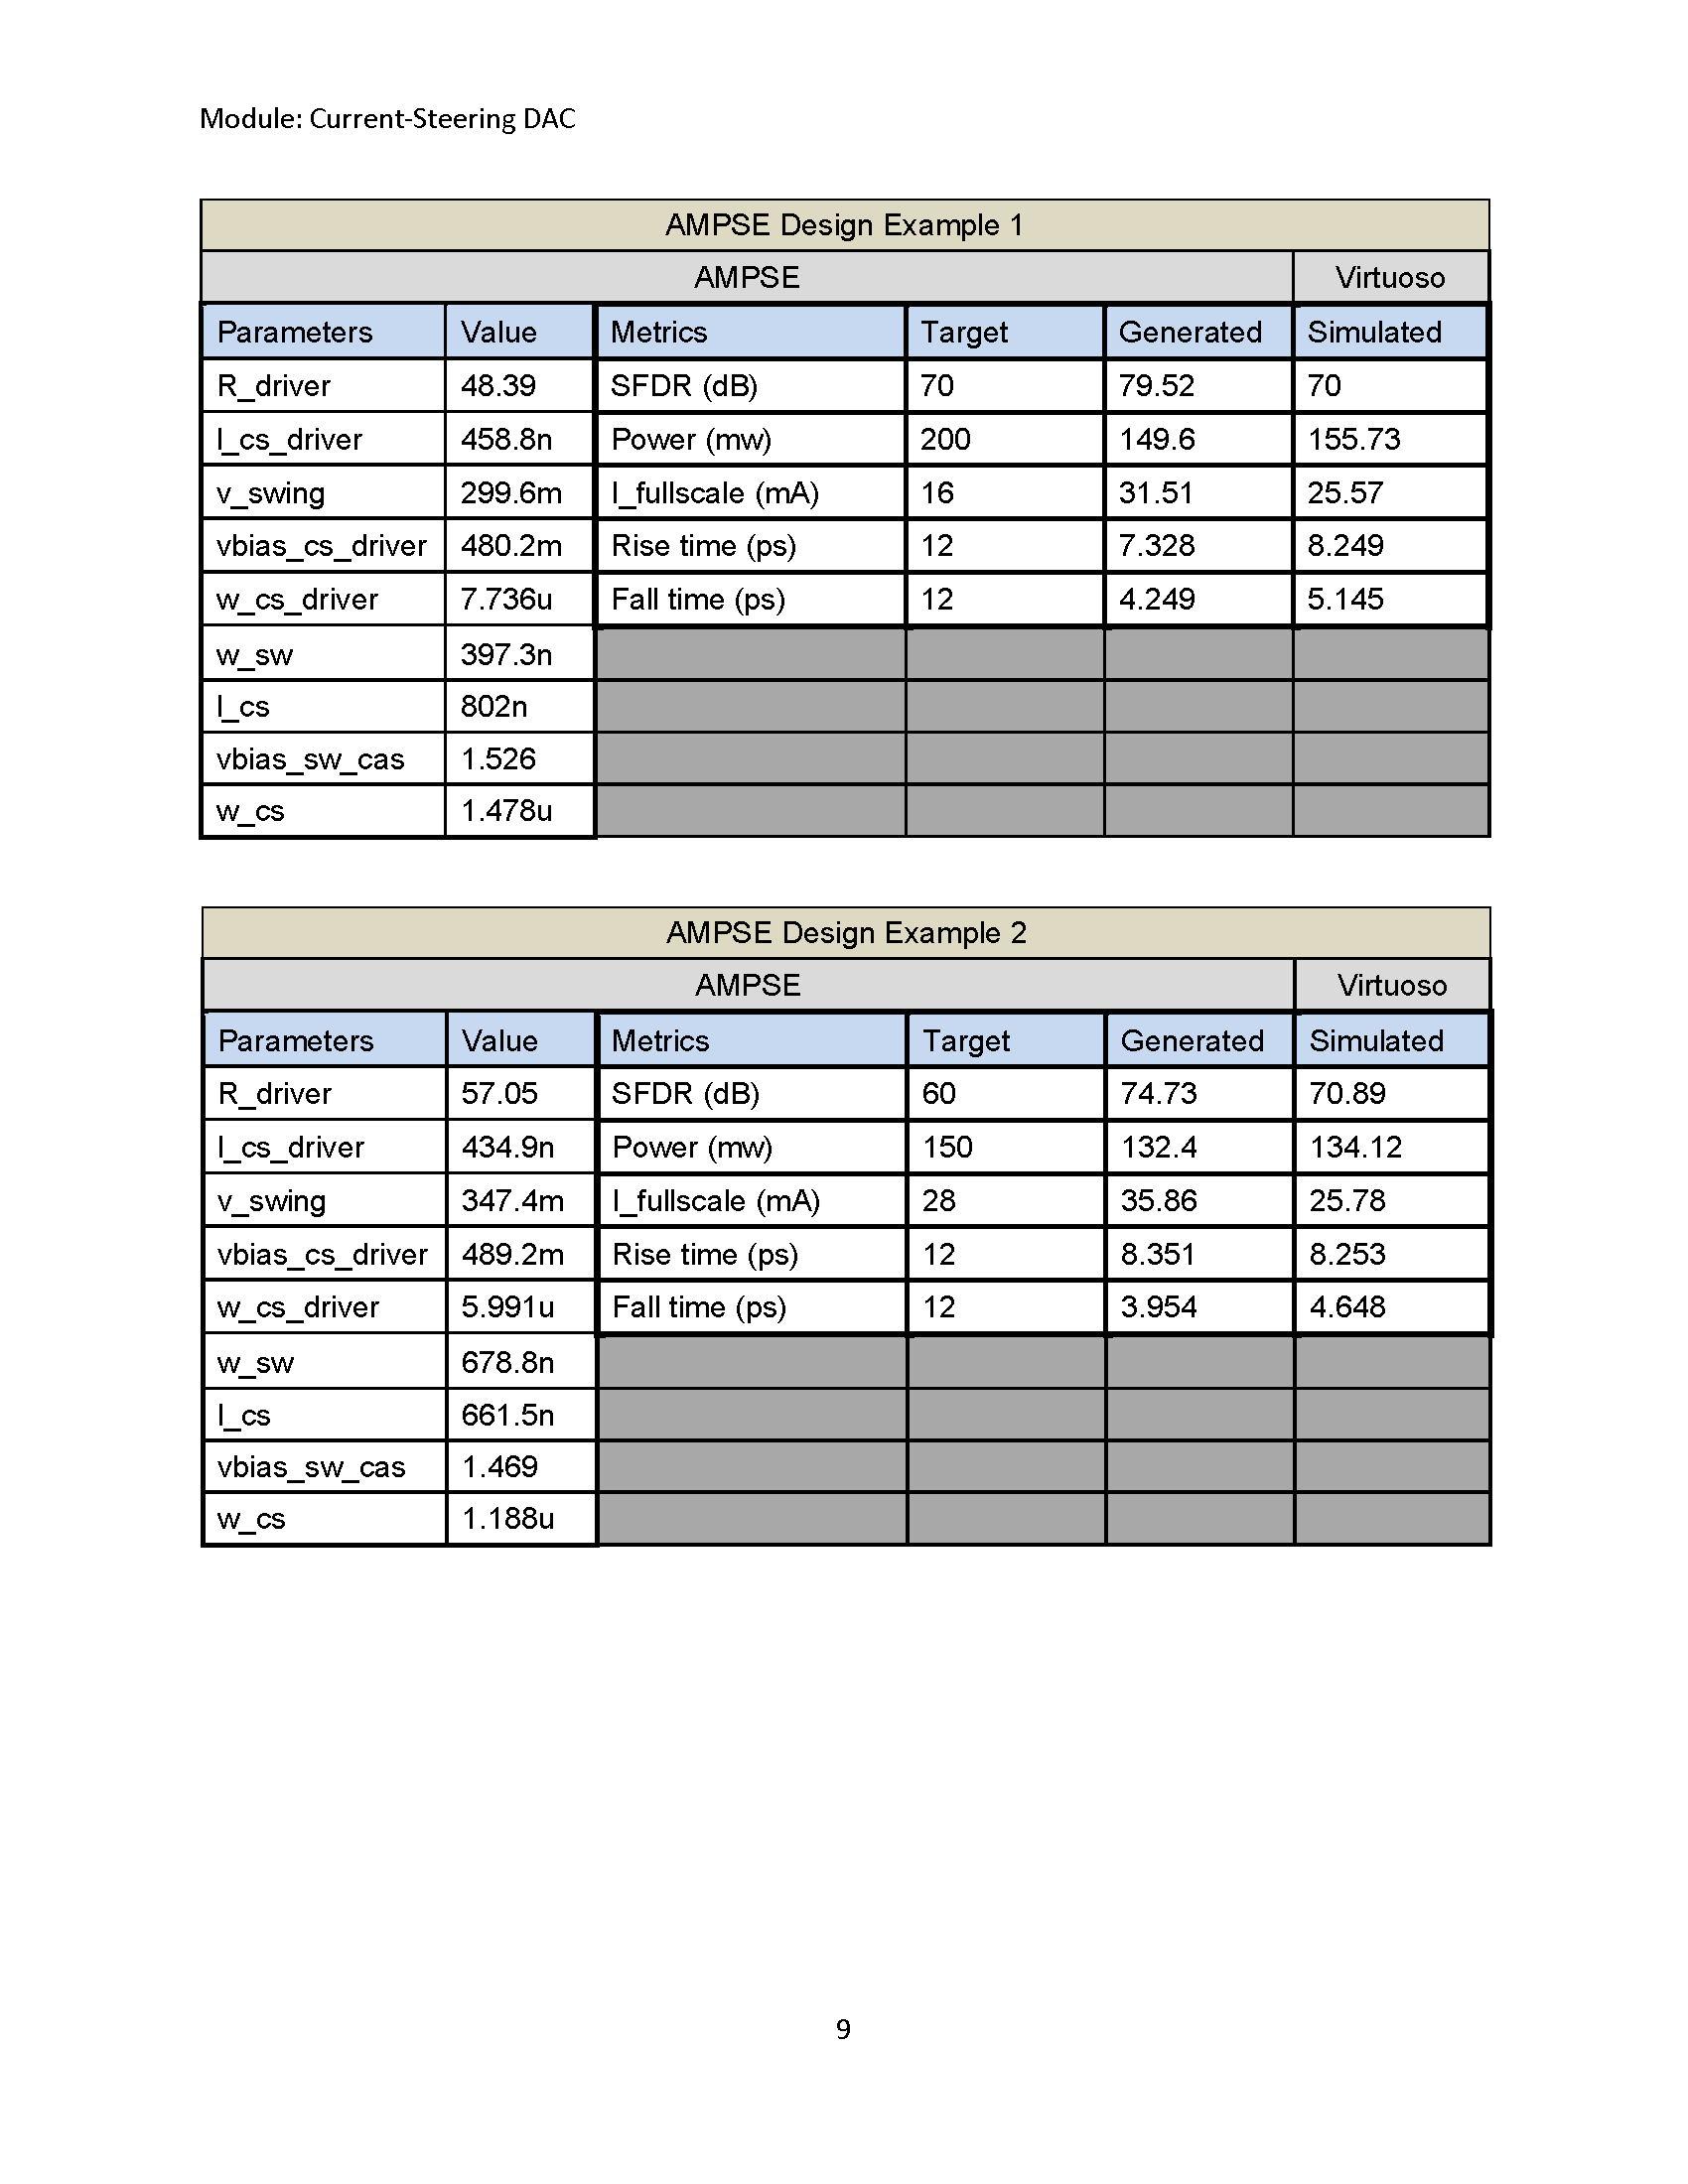 Module: Current-Steering DAC
AMPSE Design Example 1
AMPSE Virtuoso
Parameters Value Metrics Target Generated Simulated
R_driver 48.39 SFDR (dB) 70 79.52 70
l_cs_driver 458.8n Power (mw) 200 149.6 155.73
v_swing 299.6m I_fullscale (mA) 16 31.51 25.57
vbias_cs_driver 480.2m Rise time (ps) 12 7.328 8.249
w_cs_driver 7.736u Fall time (ps) 12 4.249 5.145
w_sw 397.3n
l_cs 802n
vbias_sw_cas 1.526
w_cs 1.478u
AMPSE Design Example 2
AMPSE Virtuoso
Parameters Value Metrics Target Generated Simulated
R_driver 57.05 SFDR (dB) 60 74.73 70.89
l_cs_driver 434.9n Power (mw) 150 132.4 134.12
v_swing 347.4m I_fullscale (mA) 28 35.86 25.78
vbias_cs_driver 489.2m Rise time (ps) 12 8.351 8.253
w_cs_driver 5.991u Fall time (ps) 12 3.954 4.648
w_sw 678.8n
l_cs 661.5n
vbias_sw_cas 1.469
w_cs 1.188u
9